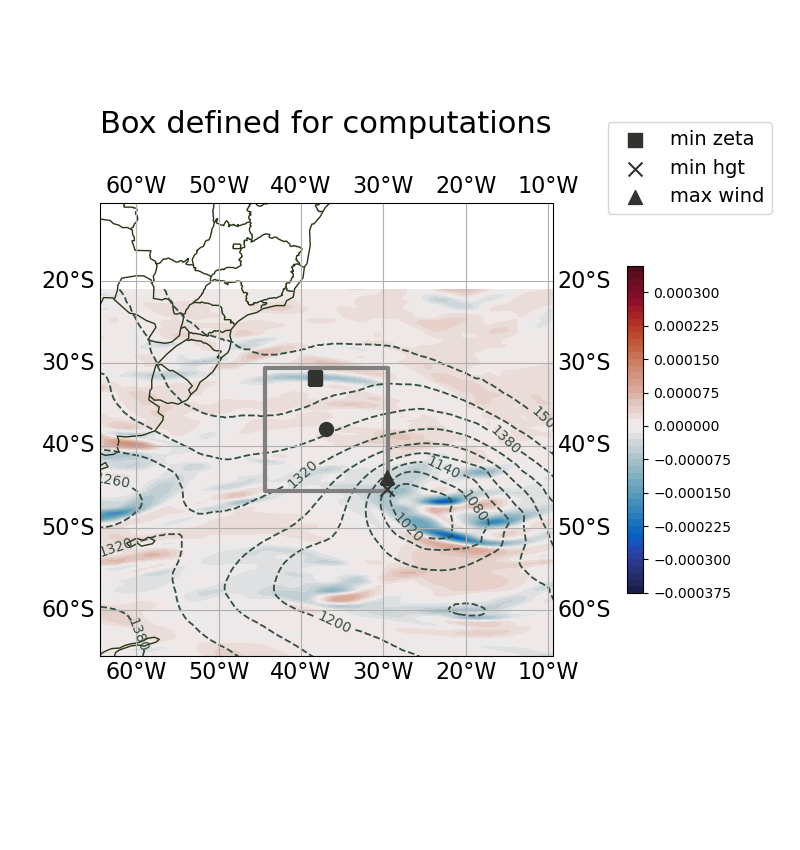 Box defined for computations
min zeta
min hgt
max wind
60°W 50°W 40°W 30°W 20°W 10°W
20°S 20°S
30°S 30°S
40°S 40°S
50°S 50°S
60°S 60°S
60°W 50°W 40°W 30°W 20°W 10°W
150
1380
1140
1320
1260
1080
1020
1320
1200
1380
0.000300
0.000225
0.000150
0.000075
0.000000
−0.000075
−0.000150
−0.000225
−0.000300
−0.000375